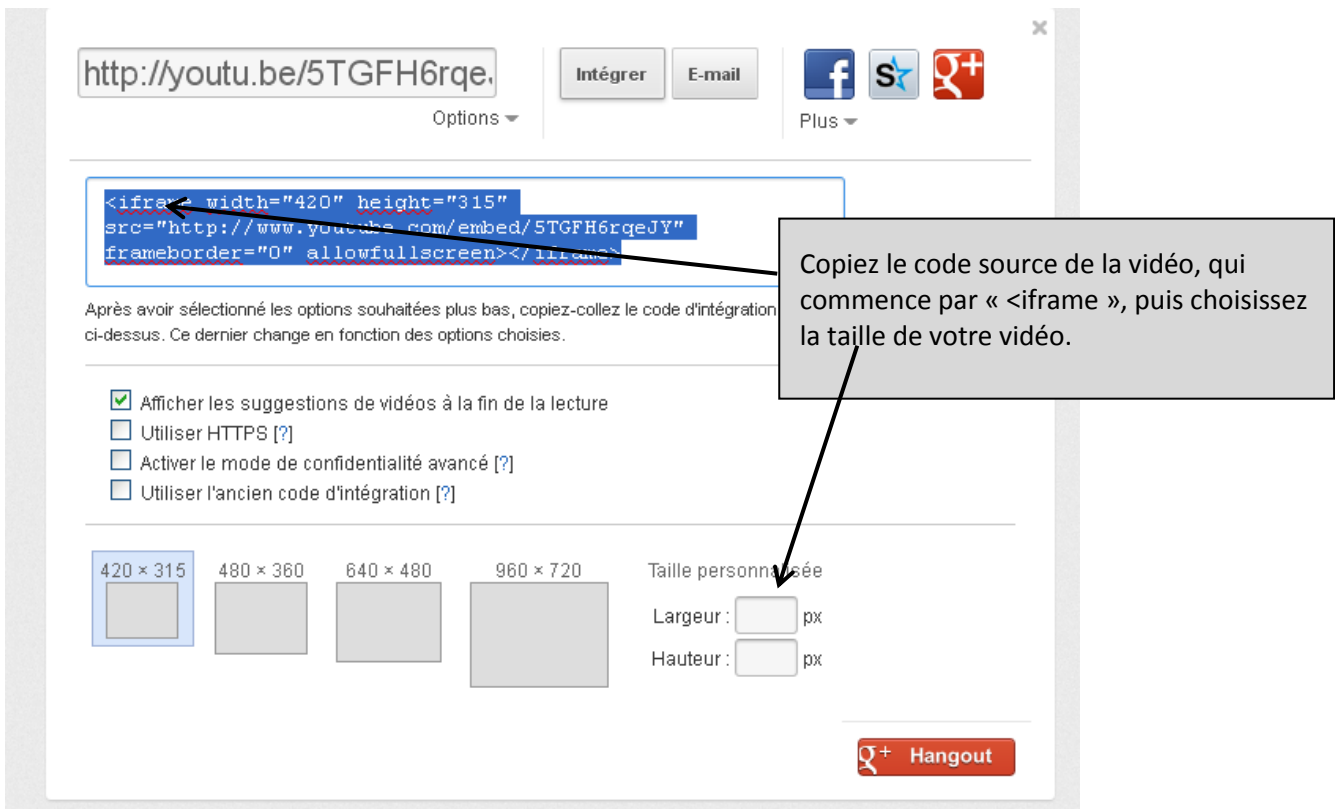 http://youtu.be/5TGFH6rqe
Intégrer
E-mail
f
S
g+
Options
Plus
<iframe width="420" height="315"
src="http://www.youtube.com/embed/5TGFH6rqeJY"
frameborder="0" allowfullscreen></iframe>
Copiez le code source de la vidéo, qui
commence par « <iframe », puis choisissez
la taille de votre vidéo.
Après avoir sélectionné les options souhaitées plus bas, copiez-collez le code d'intégration
ci-dessus. Ce dernier change en fonction des options choisies.
Afficher les suggestions de vidéos à la fin de la lecture
Utiliser HTTPS [?]
Activer le mode de confidentialité avancé [?]
Utiliser l'ancien code d'intégration [?]
420 × 315
480 × 360
640 × 480
960 × 720
Taille personnalisée
Largeur : px
Hauteur : px
g+ Hangout